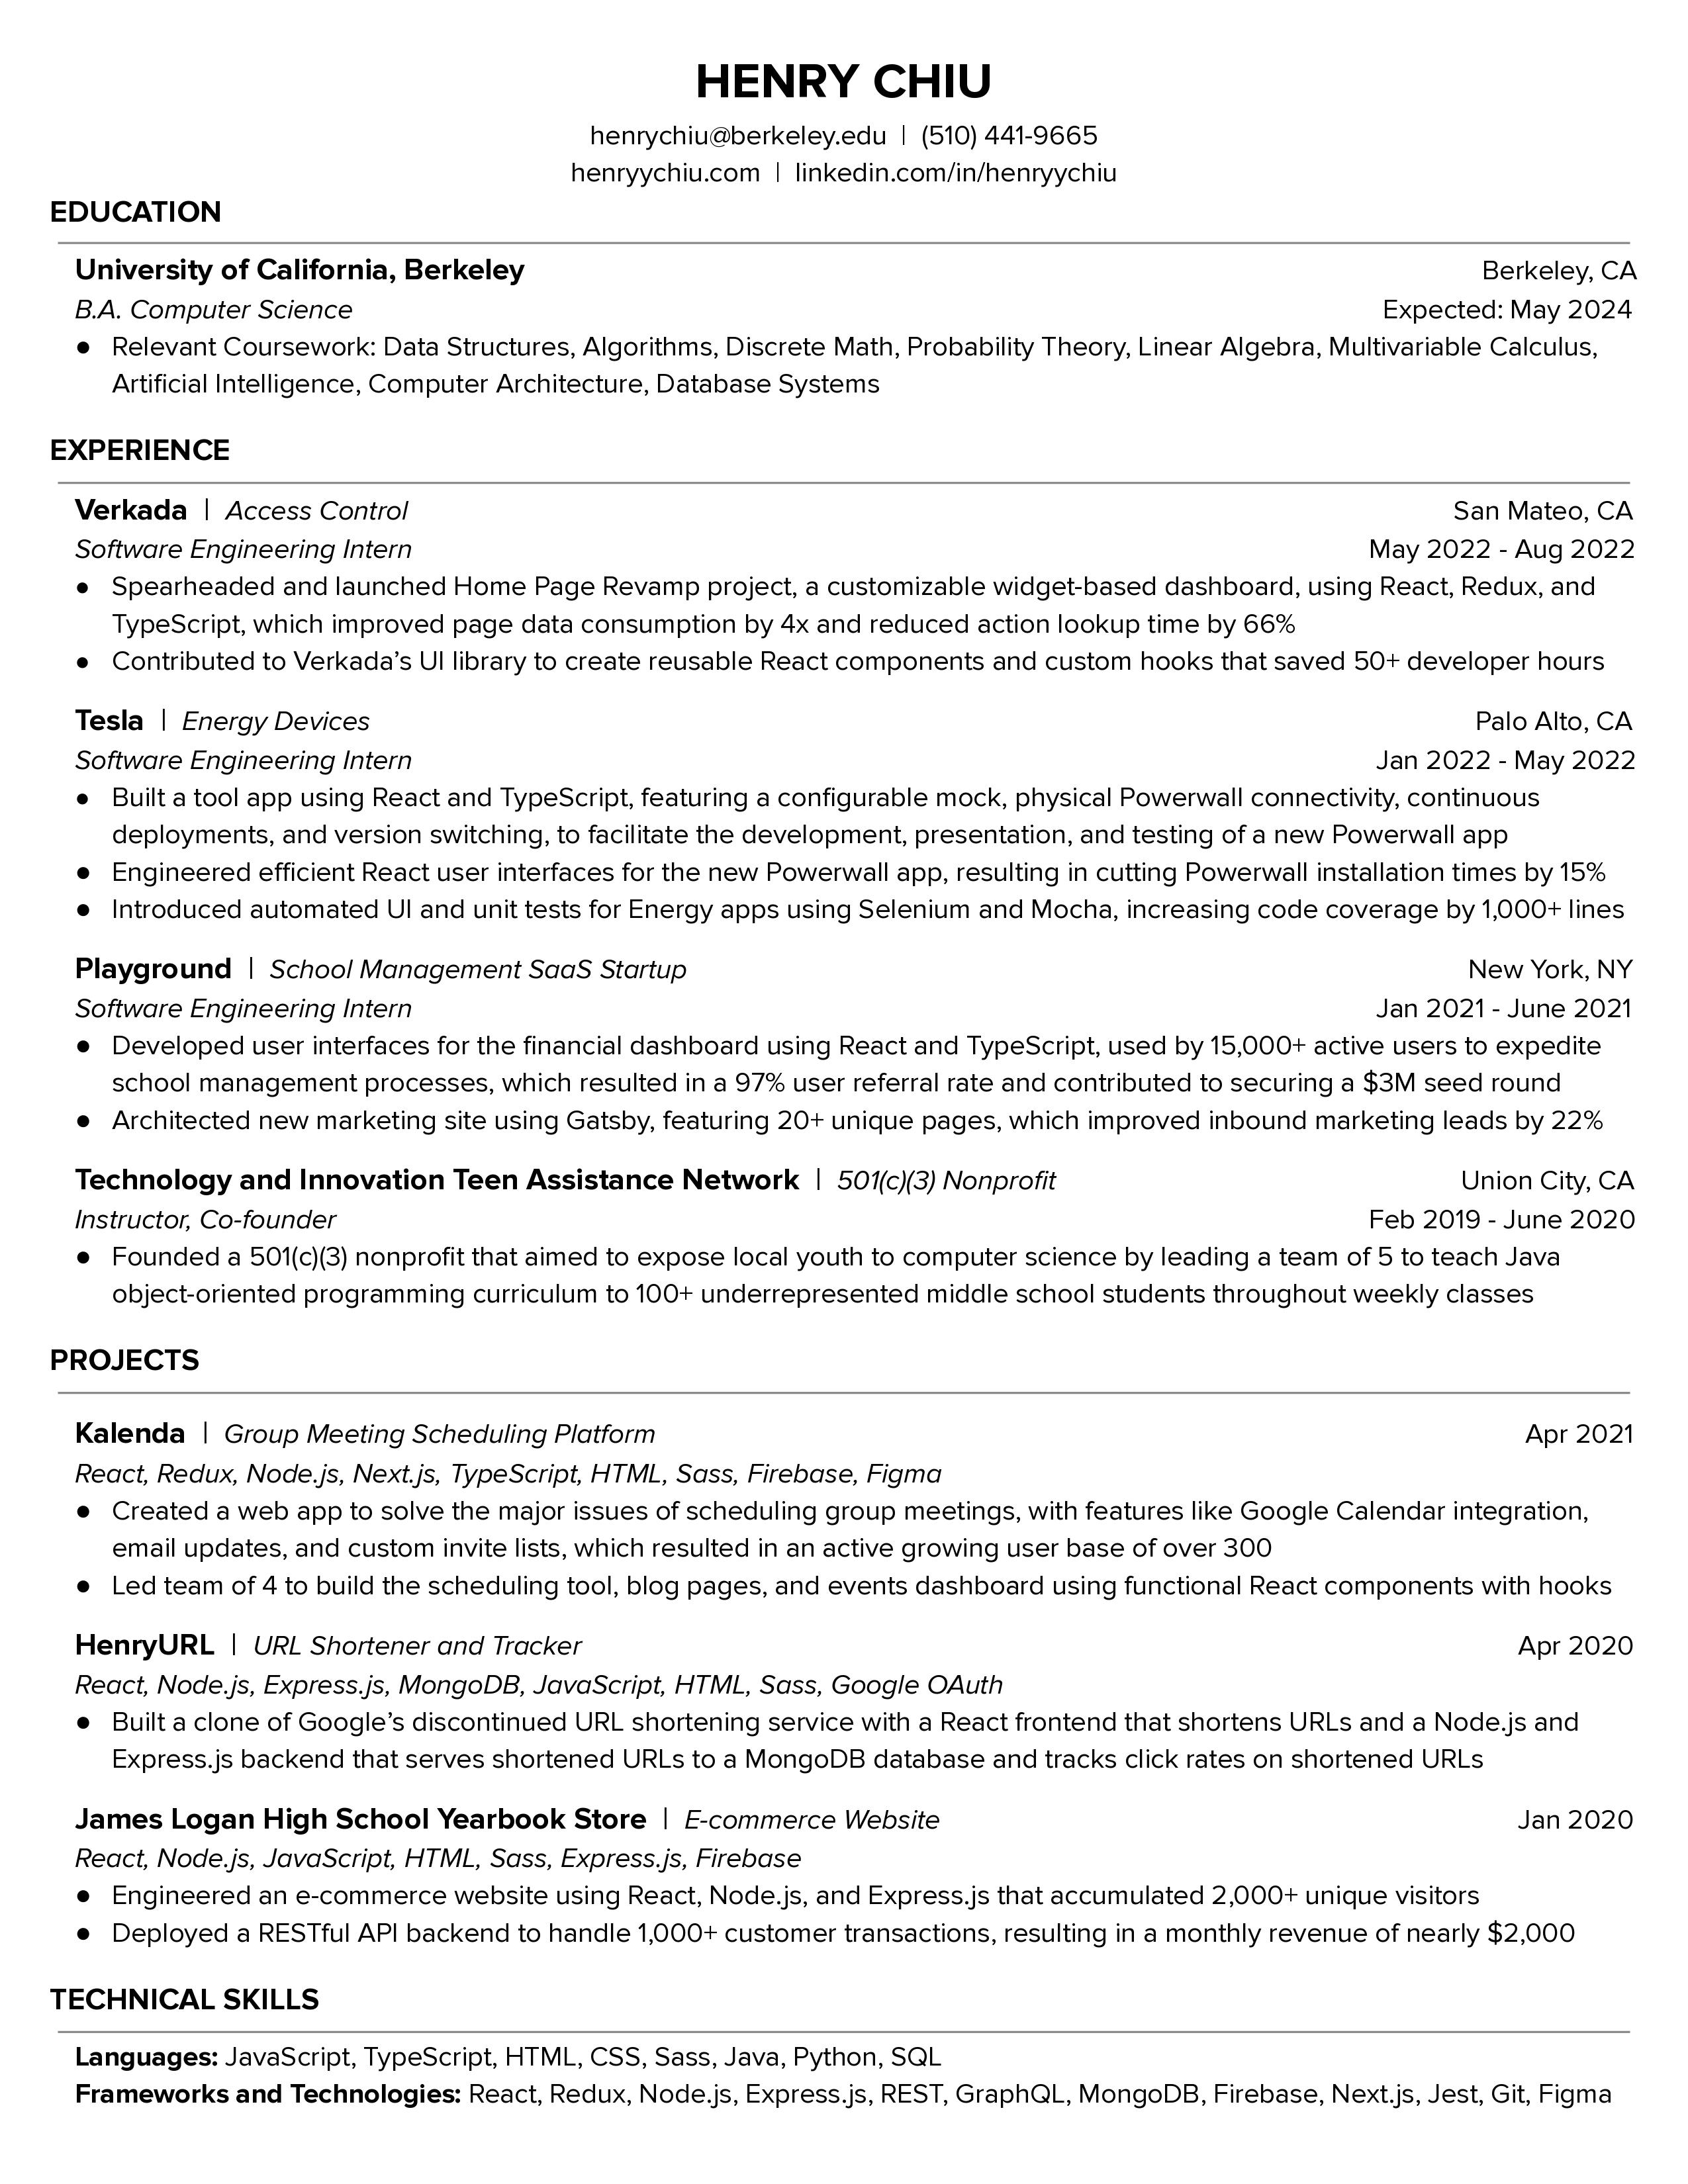 HENRY CHIU
henrychiu@berkeley.edu | (510) 441-9665
henryychiu.com | linkedin.com/in/henryychiu
EDUCATION
University of California, Berkeley Berkeley, CA
B.A. Computer Science Expected: May 2024
● Relevant Coursework: Data Structures, Algorithms, Discrete Math, Probability Theory, Linear Algebra, Multivariable Calculus,
Artificial Intelligence, Computer Architecture, Database Systems
EXPERIENCE
Verkada | Access Control San Mateo, CA
Software Engineering Intern May 2022 - Aug 2022
● Spearheaded and launched Home Page Revamp project, a customizable widget-based dashboard, using React, Redux, and
TypeScript, which improved page data consumption by 4x and reduced action lookup time by 66%
● Contributed to Verkada’s UI library to create reusable React components and custom hooks that saved 50+ developer hours
Tesla | Energy Devices Palo Alto, CA
Software Engineering Intern Jan 2022 - May 2022
● Built a tool app using React and TypeScript, featuring a configurable mock, physical Powerwall connectivity, continuous
deployments, and version switching, to facilitate the development, presentation, and testing of a new Powerwall app
● Engineered efficient React user interfaces for the new Powerwall app, resulting in cutting Powerwall installation times by 15%
● Introduced automated UI and unit tests for Energy apps using Selenium and Mocha, increasing code coverage by 1,000+ lines
Playground | School Management SaaS Startup New York, NY
Software Engineering Intern Jan 2021 - June 2021
● Developed user interfaces for the financial dashboard using React and TypeScript, used by 15,000+ active users to expedite
school management processes, which resulted in a 97% user referral rate and contributed to securing a $3M seed round
● Architected new marketing site using Gatsby, featuring 20+ unique pages, which improved inbound marketing leads by 22%
Technology and Innovation Teen Assistance Network | 501(c)(3) Nonprofit Union City, CA
Instructor, Co-founder Feb 2019 - June 2020
● Founded a 501(c)(3) nonprofit that aimed to expose local youth to computer science by leading a team of 5 to teach Java
object-oriented programming curriculum to 100+ underrepresented middle school students throughout weekly classes
PROJECTS
Kalenda | Group Meeting Scheduling Platform Apr 2021
React, Redux, Node.js, Next.js, TypeScript, HTML, Sass, Firebase, Figma
● Created a web app to solve the major issues of scheduling group meetings, with features like Google Calendar integration,
email updates, and custom invite lists, which resulted in an active growing user base of over 300
● Led team of 4 to build the scheduling tool, blog pages, and events dashboard using functional React components with hooks
HenryURL | URL Shortener and Tracker Apr 2020
React, Node.js, Express.js, MongoDB, JavaScript, HTML, Sass, Google OAuth
● Built a clone of Google’s discontinued URL shortening service with a React frontend that shortens URLs and a Node.js and
Express.js backend that serves shortened URLs to a MongoDB database and tracks click rates on shortened URLs
James Logan High School Yearbook Store | E-commerce Website Jan 2020
React, Node.js, JavaScript, HTML, Sass, Express.js, Firebase
● Engineered an e-commerce website using React, Node.js, and Express.js that accumulated 2,000+ unique visitors
● Deployed a RESTful API backend to handle 1,000+ customer transactions, resulting in a monthly revenue of nearly $2,000
TECHNICAL SKILLS
Languages: JavaScript, TypeScript, HTML, CSS, Sass, Java, Python, SQL
Frameworks and Technologies: React, Redux, Node.js, Express.js, REST, GraphQL, MongoDB, Firebase, Next.js, Jest, Git, Figma